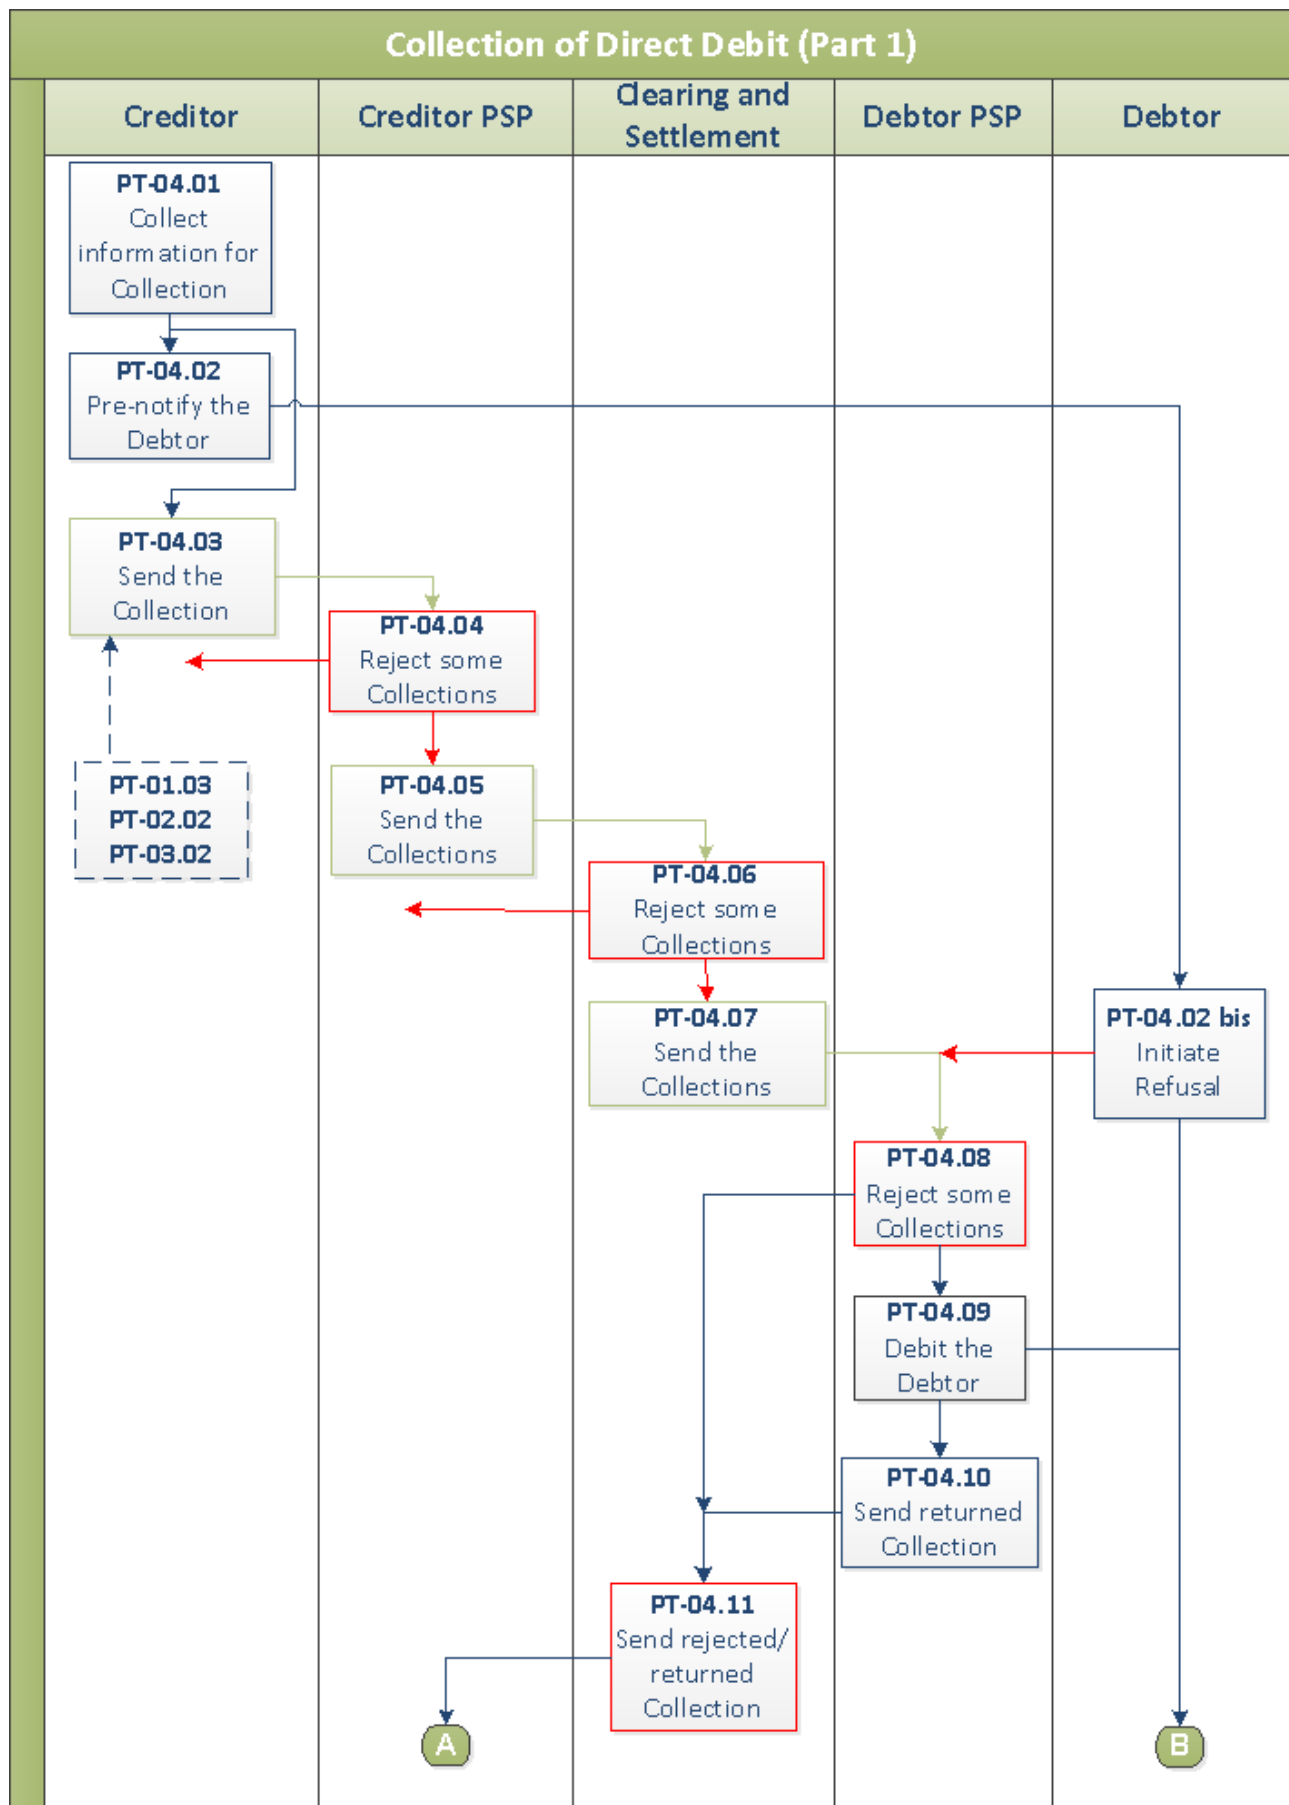 Collection of Direct Debit (Part 1)
Creditor
Creditor PSP
Clearing and
Settlement
Debtor PSP
Debtor
PT-04.01
Collect
information for
Collection
PT-04.02
Pre-notify the
Debtor
PT-04.03
Send the
Collection
PT-04.04
Reject some
Collections
PT-01.03
PT-02.02
PT-03.02
PT-04.05
Send the
Collections
PT-04.06
Reject some
Collections
PT-04.07
Send the
Collections
PT-04.02 bis
Initiate
Refusal
PT-04.08
Reject some
Collections
PT-04.09
Debit the
Debtor
PT-04.10
Send returned
Collection
PT-04.11
Send rejected/
returned
Collection
A
B